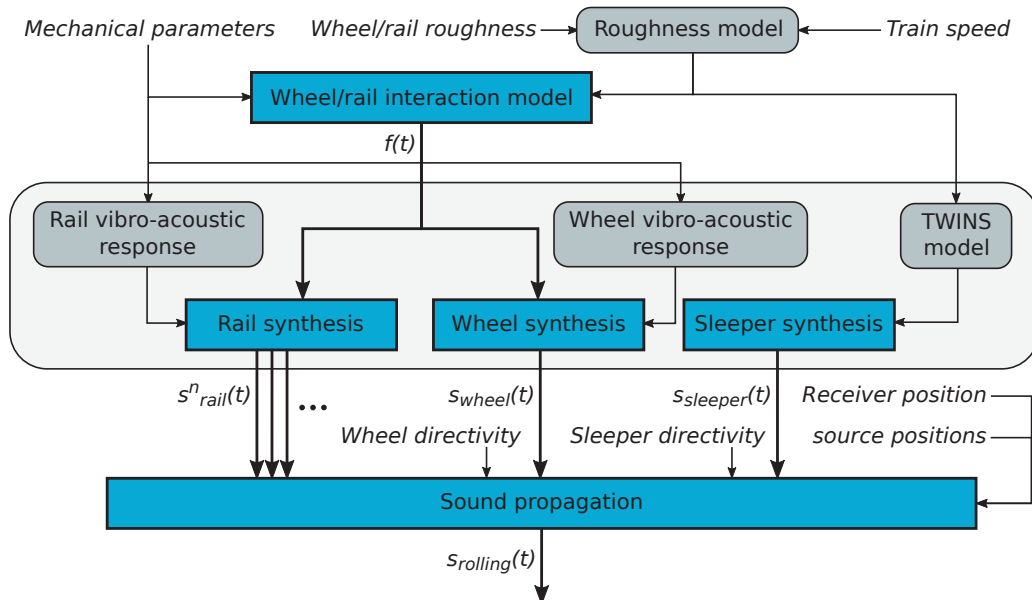 Mechanical parameters
Wheel/rail roughness
Roughness model
Train speed
Wheel/rail interaction model
f(t)
Rail vibro-acoustic
response
Wheel vibro-acoustic
response
TWINS
model
Rail synthesis
Wheel synthesis
Sleeper synthesis
s^n_rail(t)
...
s_wheel(t)
s_sleeper(t)
Receiver position
Wheel directivity
Sleeper directivity
source positions
Sound propagation
s_rolling(t)